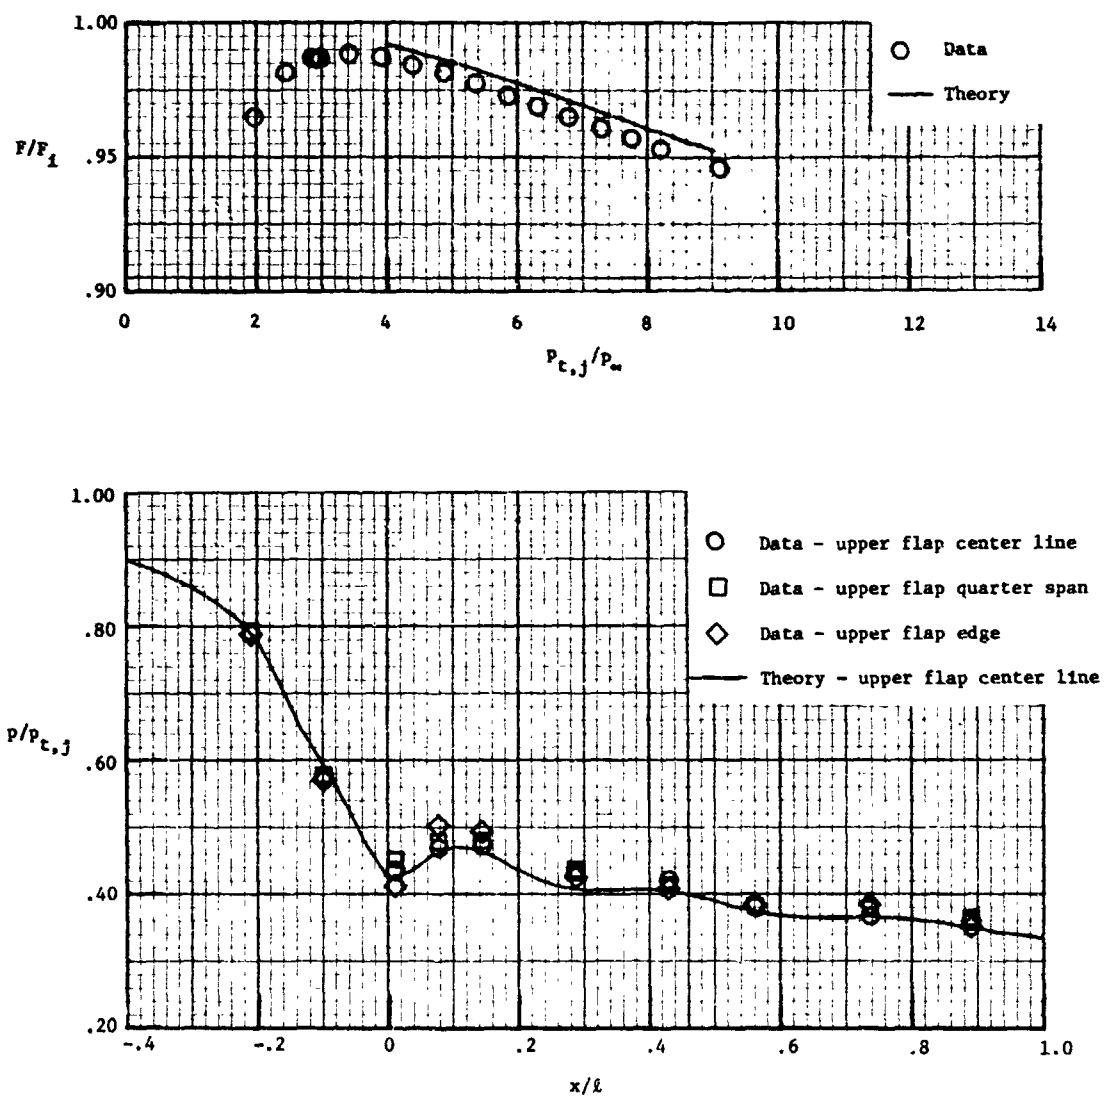 1.00
F/F_i
.95
.90
0 2 4 6 8 10 12 14
p_t,j/p_∞
Data
Theory
1.00
.80
p/p_t,j
.60
.40
.20
-.4 -.2 0 .2 .4 .6 .8 1.0
x/ℓ
Data - upper flap center line
Data - upper flap quarter span
Data - upper flap edge
Theory - upper flap center line